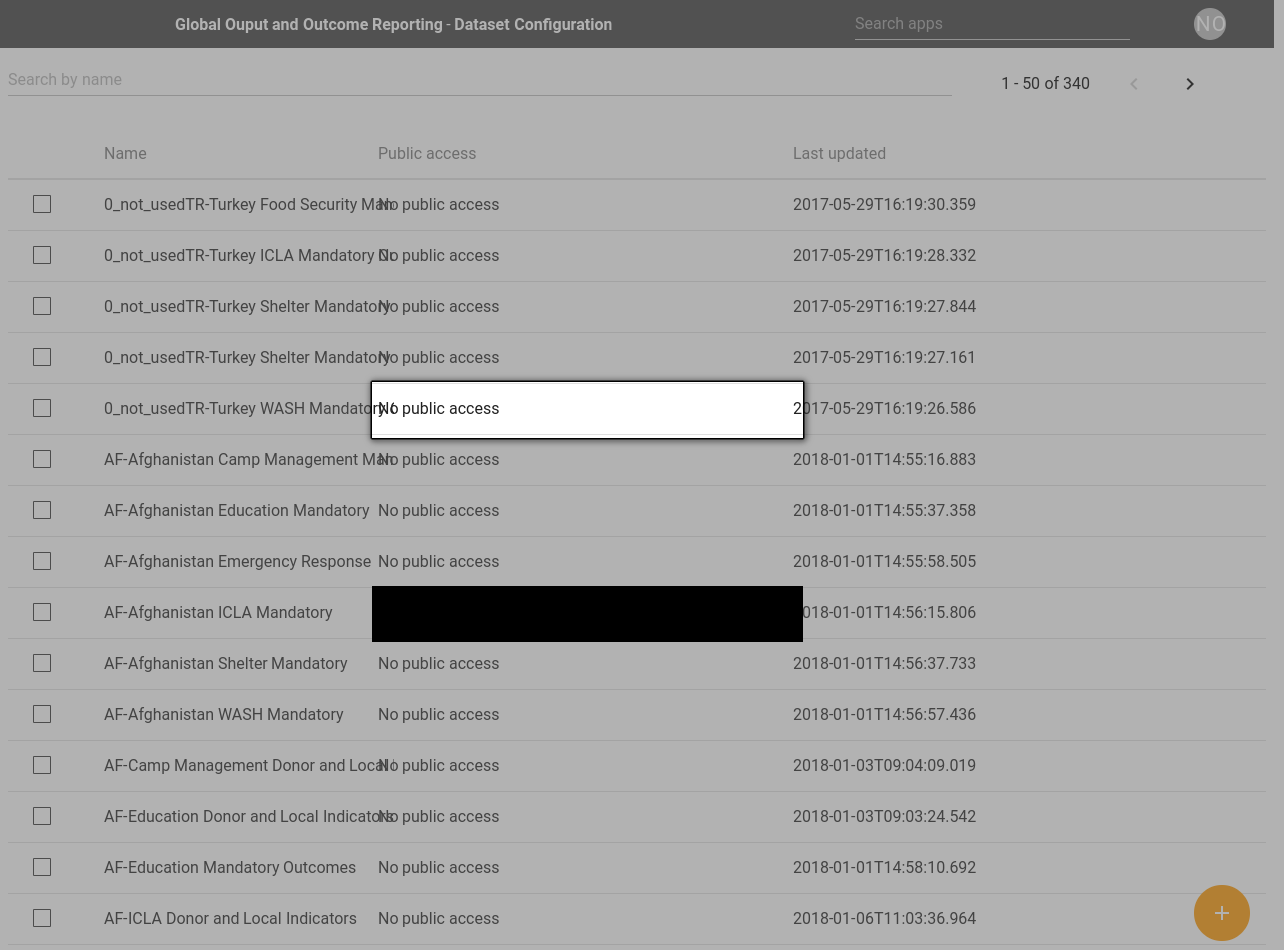 Global Ouput and Outcome Reporting - Dataset Configuration
Search apps
NO
Search by name
1 - 50 of 340
Name Public access Last updated
0_not_usedTR-Turkey Food Security No public access 2017-05-29T16:19:30.359
0_not_usedTR-Turkey ICLA Mandatory No public access 2017-05-29T16:19:28.332
0_not_usedTR-Turkey Shelter Mandatory No public access 2017-05-29T16:19:27.844
0_not_usedTR-Turkey Shelter Mandatory No public access 2017-05-29T16:19:27.161
0_not_usedTR-Turkey WASH Mandatory No public access 2017-05-29T16:19:26.586
AF-Afghanistan Camp Management No public access 2018-01-01T14:55:16.883
AF-Afghanistan Education Mandatory No public access 2018-01-01T14:55:37.358
AF-Afghanistan Emergency Response No public access 2018-01-01T14:55:58.505
AF-Afghanistan ICLA Mandatory 018-01-01T14:56:15.806
AF-Afghanistan Shelter Mandatory No public access 2018-01-01T14:56:37.733
AF-Afghanistan WASH Mandatory No public access 2018-01-01T14:56:57.436
AF-Camp Management Donor and Local No public access 2018-01-03T09:04:09.019
AF-Education Donor and Local Indicators No public access 2018-01-03T09:03:24.542
AF-Education Mandatory Outcomes No public access 2018-01-01T14:58:10.692
AF-ICLA Donor and Local Indicators No public access 2018-01-06T11:03:36.964